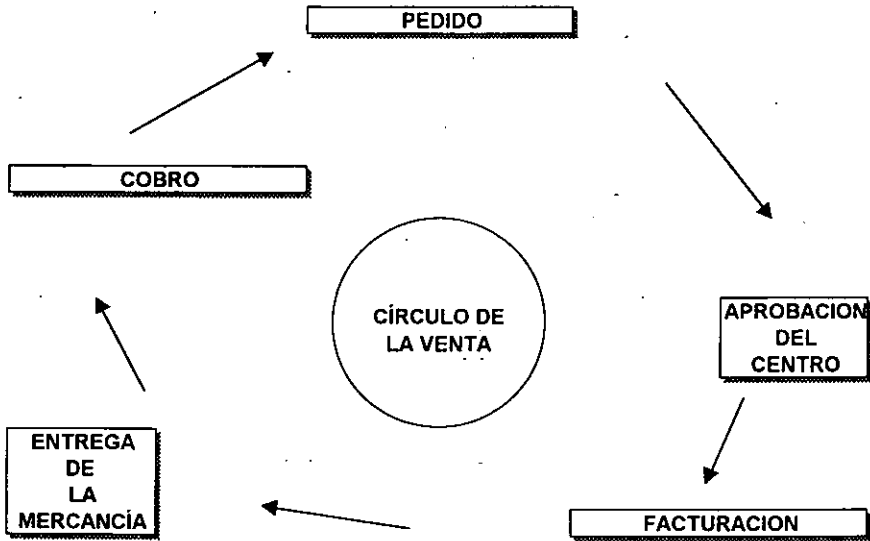 PEDIDO
COBRO
CÍRCULO DE
LA VENTA
APROBACION
DEL
CENTRO
ENTREGA
DE
LA
MERCANCÍA
FACTURACION